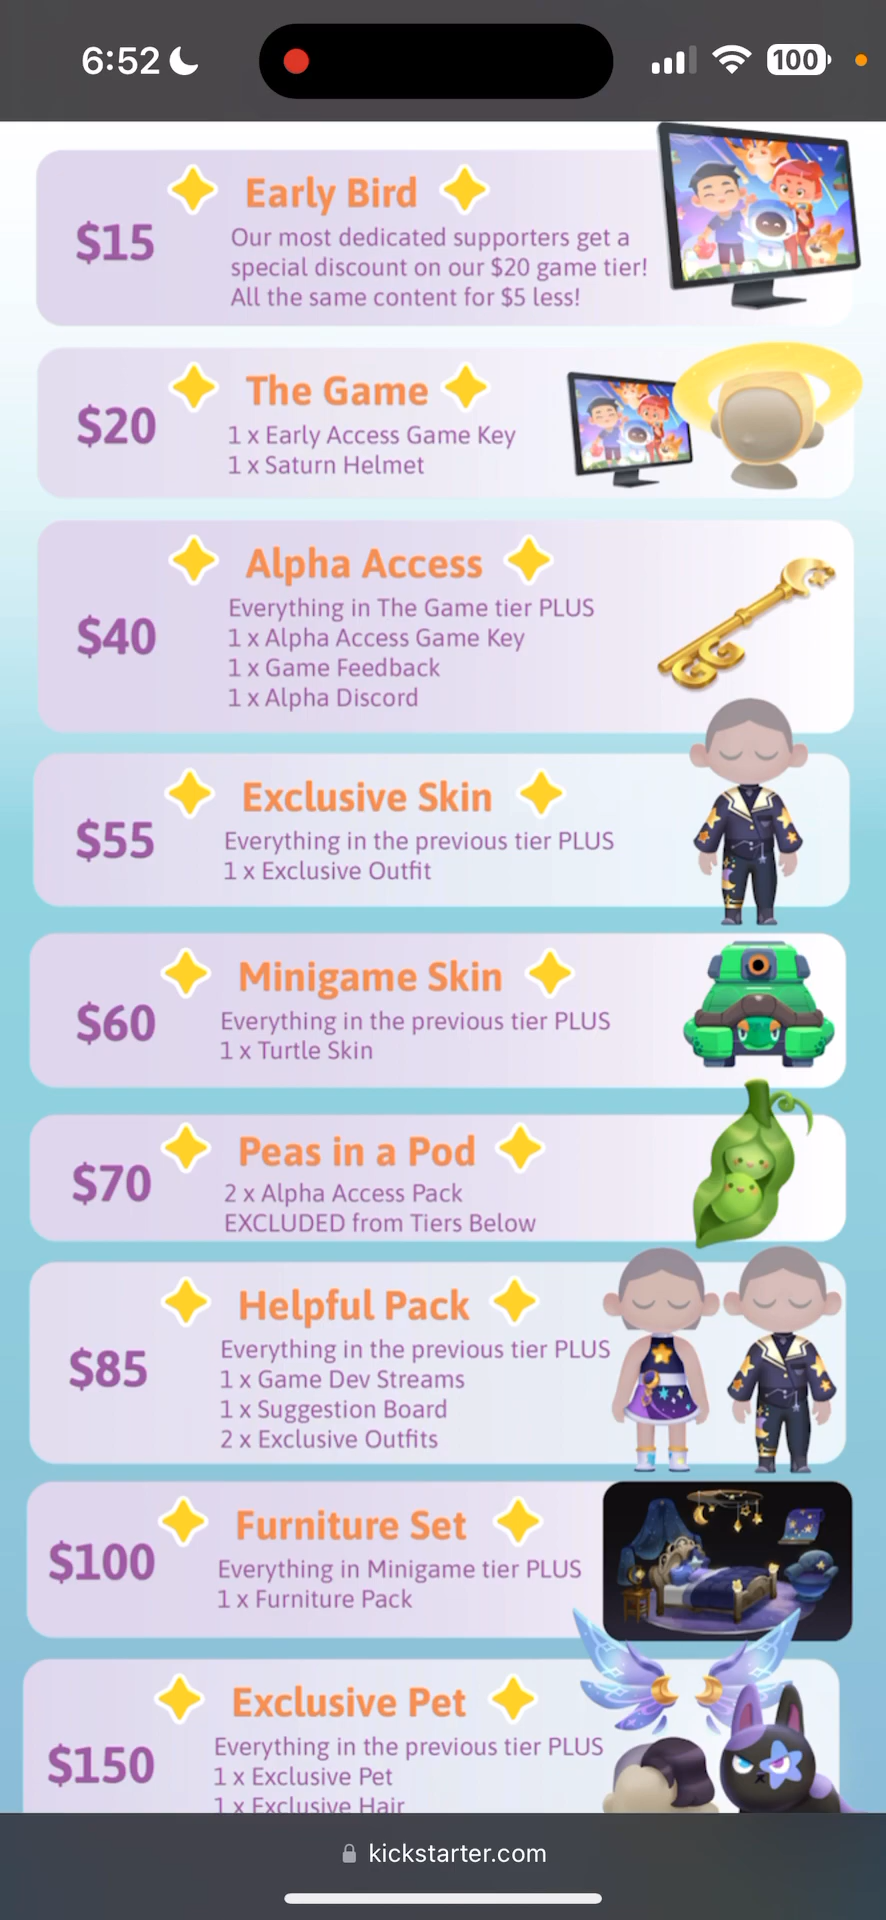 6:52
100
Early Bird
$15
Our most dedicated supporters get a
special discount on our $20 game tier!
All the same content for $5 less!
The Game
$20
1 x Early Access Game Key
1 x Saturn Helmet
Alpha Access
$40
Everything in The Game tier PLUS
1 x Alpha Access Game Key
1 x Game Feedback
1 x Alpha Discord
Exclusive Skin
$55
Everything in the previous tier PLUS
1 x Exclusive Outfit
Minigame Skin
$60
Everything in the previous tier PLUS
1 x Turtle Skin
Peas in a Pod
$70
2 x Alpha Access Pack
EXCLUDED from Tiers Below
Helpful Pack
$85
Everything in the previous tier PLUS
1 x Game Dev Streams
1 x Suggestion Board
2 x Exclusive Outfits
Furniture Set
$100
Everything in Minigame tier PLUS
1 x Furniture Pack
Exclusive Pet
$150
Everything in the previous tier PLUS
1 x Exclusive Pet
1 x Exclusive Hair
kickstarter.com